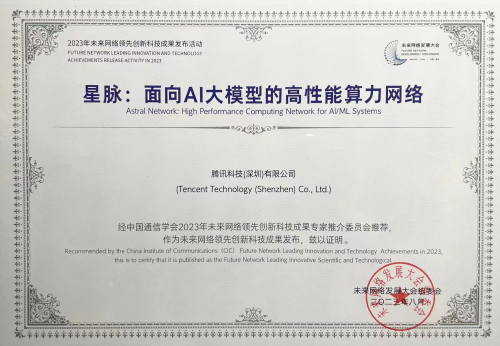 2023年未来网络领先创新科技成果发布活动
FUTURE NETWORK LEADING INNOVATION AND TECHNOLOGY
ACHIEVEMENTS RELEASE ACTIVITY IN 2023
未来网络发展大会
FUTURE NETWORK
DEVELOPMENT CONFERENCE
星脉：面向AI大模型的高性能算力网络
Astral Network: High Performance Computing Network for AI/ML Systems
腾讯科技(深圳)有限公司
(Tencent Technology (Shenzhen) Co., Ltd.)
经中国通信学会2023年未来网络领先创新科技成果专家推介委员会推荐，
作为未来网络领先创新科技成果发布，兹以证明。
Recommended by the China Institute of Communications（CIC） Future Network Leading Innovation and Technology Achievements in 2023,
this is to certify that it is published as the Future Network Leading Innovative Scientific and Technological.
未来网络发展大会组委会
二〇二三年八月